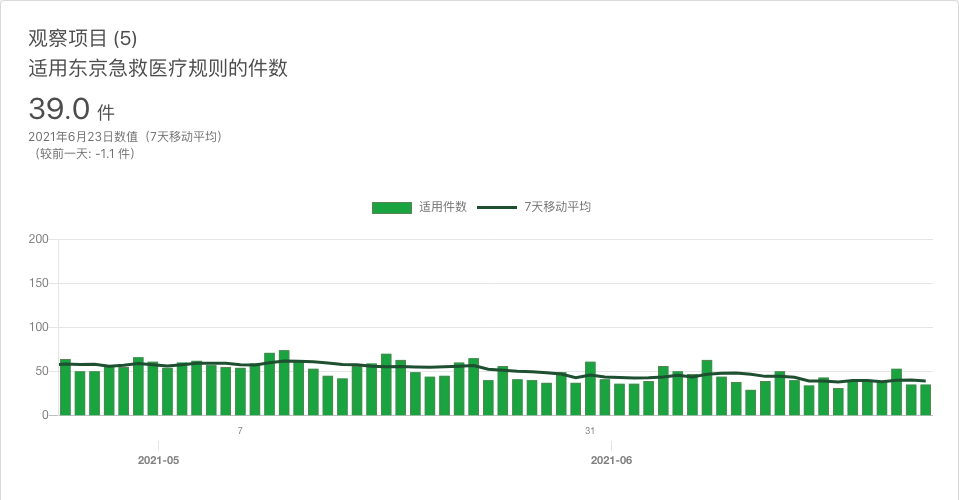 观察项目 (5)
适用东京急救医疗规则的件数
39.0 件
2021年6月23日数值（7天移动平均）
（较前一天: -1.1 件）
适用件数 7天移动平均
200
150
100
50
0
7 31
2021-05 2021-06